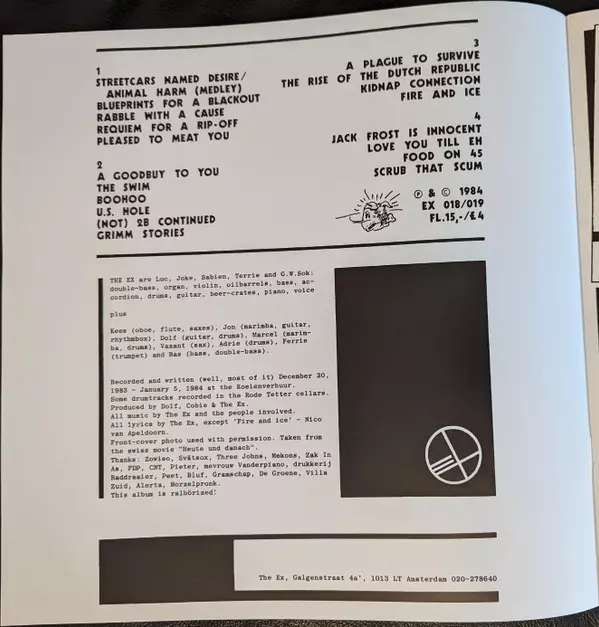 1
STREETCARS NAMED DESIRE/
ANIMAL HARM (MEDLEY)
BLUEPRINTS FOR A BLACKOUT
RABBLE WITH A CAUSE
REQUIEM FOR A RIP-OFF
PLEASED TO MEAT YOU
2
A GOODBUY TO YOU
THE SWIM
BOOHOO
U.S. HOLE
(NOT) 2B CONTINUED
GRIMM STORIES
3
A PLAGUE TO SURVIVE
THE RISE OF THE DUTCH REPUBLIC
KIDNAP CONNECTION
FIRE AND ICE
4
JACK FROST IS INNOCENT
LOVE YOU TILL EH
FOOD ON 45
SCRUB THAT SCUM
℗ & © 1984
EX 018/019
FL.15,-/£4
THE EX are Luc, Joke, Sabien, Terrie and G.W.Sok:
double-bass, organ, violin, oilbarrels, bass, ac-
cordion, drums, guitar, beer-crates, piano, voice
plus
Kees (oboe, flute, saxes), Jon (marimba, guitar,
rhythmbox), Dolf (guitar, drums), Marcel (marim-
ba, drums), Vazant (sax), Adrie (drums), Ferrie
(trumpet) and Bas (bass, double-bass).
Recorded and written (well, most of it) December 20,
1983 - January 5, 1984 at the Koeienverhuur.
Some drumtracks recorded in the Rode Tetter cellars.
Produced by Dolf, Cobie & The Ex.
All music by The Ex and the people involved.
All lyrics by The Ex, except 'Fire and ice' - Nico
van Apeldoorn.
Front-cover photo used with permission. Taken from
the swiss movie "Heute und danach".
Thanks: Zowiso, Svätsox, Three Johns, Mekons, Zak In
As, FDP, CNT, Pieter, mevrouw Vanderpiano, drukkerij
Raddraaier, Peet, Bluf, Gramschap, De Groene, Villa
Zuid, Alerta, Morzelpronk.
This album is ralbörized!
The Ex, Galgenstraat 4a', 1013 LT Amsterdam 020-278640